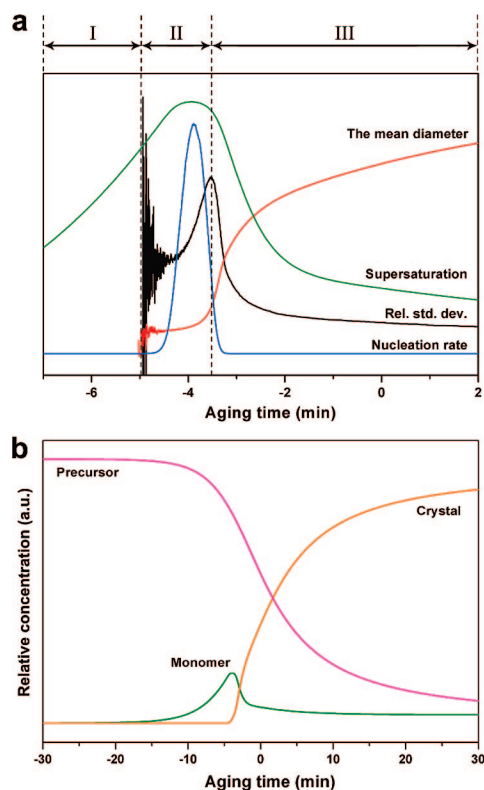 a
I II III
The mean diameter
Supersaturation
Rel. std. dev.
Nucleation rate
-6 -4 -2 0 2
Aging time (min)
b
Precursor
Crystal
Monomer
Relative concentration (a.u.)
-30 -20 -10 0 10 20 30
Aging time (min)